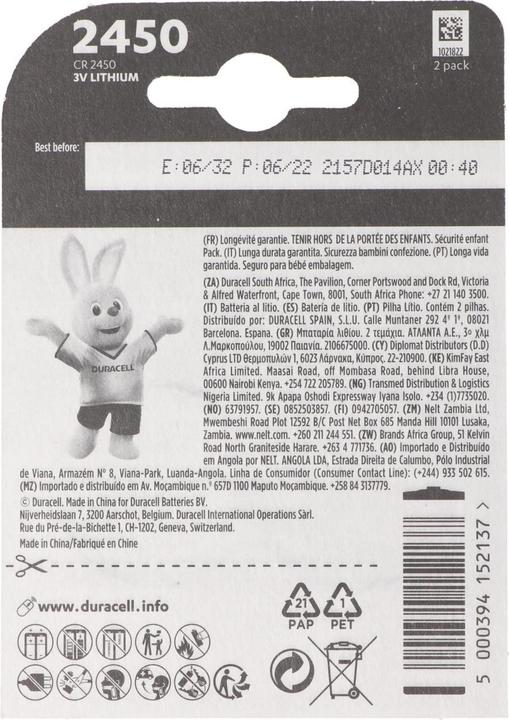 2450
CR 2450
3V LITHIUM
1021822
2 pack
Best before:
E:06/32 P:06/22 2157D014AX 00:40
(FR) Longévité garantie. TENIR HORS DE LA PORTÉE DES ENFANTS. Sécurité enfant
Pack. (IT) Lunga durata garantita. Sicurezza bambini confezione. (PT) Longa vida
garantida. Seguro para bébé embalagem.
(ZA) Duracell South Africa, The Pavilion, Corner Portswood and Dock Rd, Victoria
& Alfred Waterfront, Cape Town, 8001, South Africa Phone: +27 21 140 3500.
(IT) Batteria al litio. (ES) Batería de litio. (PT) Pilha Lítio. Contém 2 pilhas.
Distribuido por: DURACELL SPAIN, S.L.U. Calle Muntaner 292 4º 1ª, 08021
Barcelona. Espana. (GR) Μπαταρία λιθίου. 2 τεμάχια. ΑΤΛΑΝΤΑ Α.Ε., 3ο χλμ
Λ.Μαρκοπούλου, 19002 Παιανία. 2106675000. (CY) Diplomat Distributors (D.D)
Cyprus LTD Θερμοπυλών 1, 6023 Λάρνακα, Κύπρος. 22-210900. (KE) KimFay East
Africa Limited. Maasai Road, off Mombasa Road, behind Libra House,
00600 Nairobi Kenya. +254 722 205789. (NG) Transmed Distribution & Logistics
Nigeria Limited. 9k Apapa Oshodi Expressway Iyana Isolo. +234 (1)7735020.
(NO) 63791957. (SE) 0852503857. (FI) 0942705057. (ZM) Nelt Zambia Ltd,
Mwembeshi Road Plot 12592 B/C Post Net Box 685 Manda Hill 10101 Lusaka,
Zambia. www.nelt.com. +260 211 244 551. (ZW) Brands Africa Group, 51 Kelvin
Road North Graniteside Harare. +263 4 771736. (AO) Importado e Distribuído
em Angola por NELT. ANGOLA LDA, Estrada Direita de Calumbo, Pólo Industrial
de Viana, Armazém Nº 8, Viana-Park, Luanda-Angola. Linha de Consumidor (Consumer Contact Line): (+244) 933 502 615.
(MZ) Importado e distribuído em Av. Moçambique n.º 657D 1100 Maputo Moçambique. +258 84 3137779.
© Duracell. Made in China for Duracell Batteries BV.
Nijverheidslaan 7, 3200 Aarschot, Belgium. Duracell International Operations Sàrl.
Rue du Pré-de-la-Bichette 1, CH-1202, Geneva, Switzerland.
Made in China/Fabriqué en Chine
DURACELL
www.duracell.info
21
PAP
1
PET
5 000394 152137 >